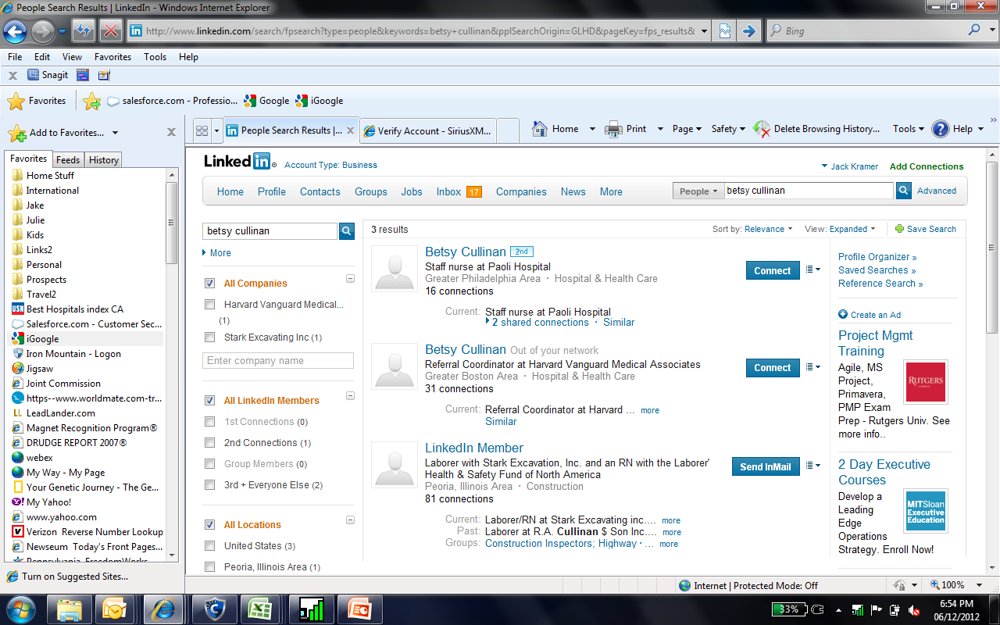 People Search Results | LinkedIn - Windows Internet Explorer
http://www.linkedin.com/search/fpsearch?type=people&keywords=betsy+cullinan&pplSearchOrigin=GLHD&pageKey=fps_results&
Bing
File Edit View Favorites Tools Help
x Snagit
Favorites salesforce.com - Professio... Google iGoogle
Add to Favorites...
People Search Results |... Verify Account - SiriusXM...
Home Print Page Safety Delete Browsing History... Tools Help
Favorites Feeds History
Home Stuff
International
Jake
Julie
Kids
Links2
Personal
Prospects
Travel2
USN Best Hospitals index CA
Salesforce.com - Customer Sec...
iGoogle
Iron Mountain - Logon
Jigsaw
Joint Commission
https--www.worldmate.com-tr...
LL LeadLander.com
Magnet Recognition Program®
DRUDGE REPORT 2007®
webex
My Way - My Page
Your Genetic Journey - The Ge...
Y! My Yahoo!
www.yahoo.com
Verizon Reverse Number Lookup
Newseum Today's Front Pages...
Pennsylvania FreedomWorks
Turn on Suggested Sites...
Linked in Account Type: Business
Jack Kramer Add Connections
Home Profile Contacts Groups Jobs Inbox 17 Companies News More
People betsy cullinan Advanced
betsy cullinan
More
All Companies
Harvard Vanguard Medical...
(1)
Stark Excavating Inc (1)
Enter company name
All LinkedIn Members
1st Connections (0)
2nd Connections (1)
Group Members (0)
3rd + Everyone Else (2)
All Locations
United States (3)
Peoria, Illinois Area (1)
3 results
Sort by: Relevance View: Expanded Save Search
Betsy Cullinan 2nd
Staff nurse at Paoli Hospital
Greater Philadelphia Area · Hospital & Health Care
16 connections
Connect
Current: Staff nurse at Paoli Hospital
2 shared connections · Similar
Betsy Cullinan Out of your network
Referral Coordinator at Harvard Vanguard Medical Associates
Greater Boston Area · Hospital & Health Care
31 connections
Connect
Current: Referral Coordinator at Harvard ... more
Similar
LinkedIn Member
Laborer with Stark Excavation, Inc. and an RN with the Laborer'
Health & Safety Fund of North America
Peoria, Illinois Area · Construction
81 connections
Send InMail
Current: Laborer/RN at Stark Excavating inc.... more
Past: Laborer at R.A. Cullinan $ Son Inc.... more
Groups: Construction Inspectors; Highway · ... more
Profile Organizer »
Saved Searches »
Reference Search »
Create an Ad
Project Mgmt
Training
Agile, MS
Project,
Primavera,
PMP Exam
Prep - Rutgers Univ. See
more info..
RUTGERS
2 Day Executive
Courses
Develop a
Leading
Edge
Operations
Strategy. Enroll Now!
MIT Sloan
Executive
Education
Internet | Protected Mode: Off
100%
33%
6:54 PM
06/12/2012